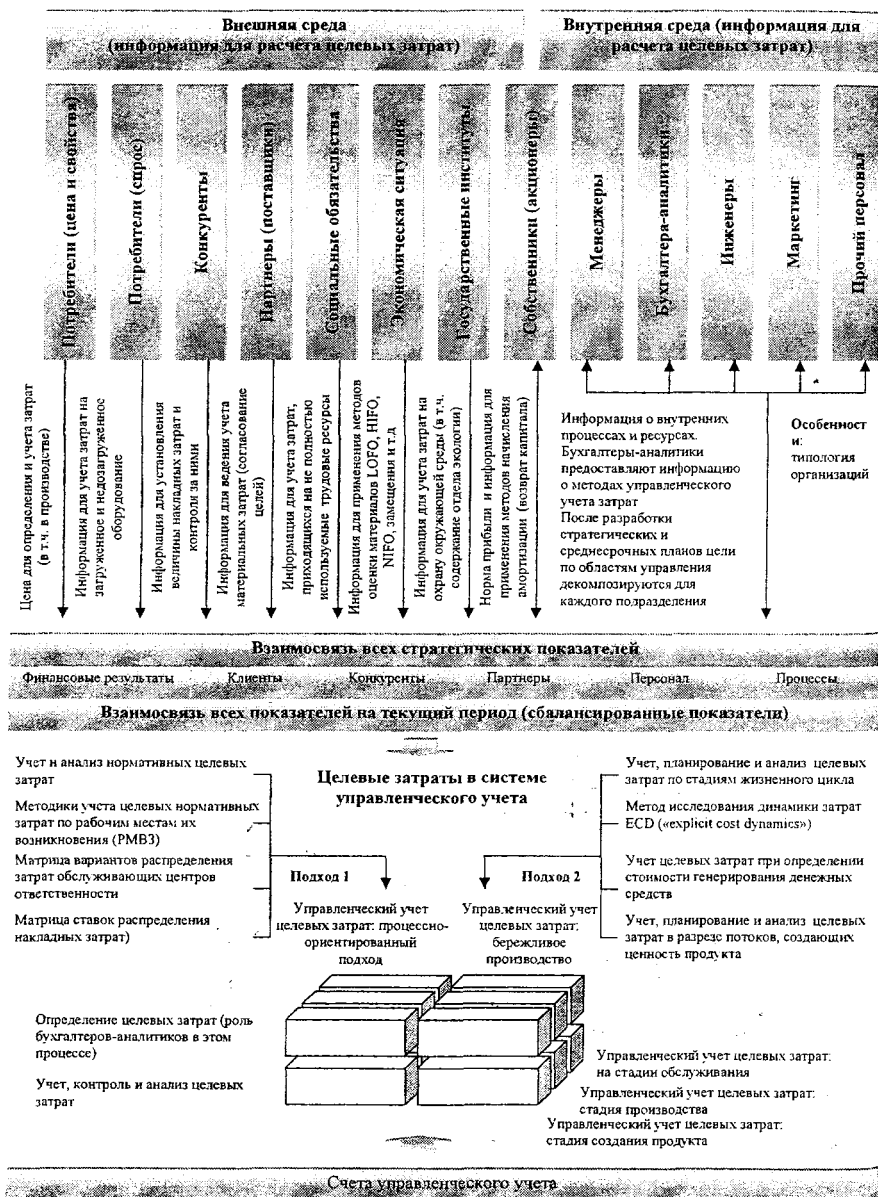 Внешняя среда
(информация для расчета целевых затрат)
Внутренняя среда (информация для
расчета целевых затрат)
Потребители (цена и свойства)
Потребители (спрос)
Конкуренты
Партнеры (поставщики)
Социальные обязательства
Экономическая ситуация
Государственные институты
Собственники (акционеры)
Менеджеры
Бухгалтера-аналитики
Инженеры
Маркетинг
Прочий персонал
Цена для определения и учета затрат
(в т.ч. в производстве)
Информация для учета затрат на
загруженное и недозагруженное
оборудование
Информация для установления
величины накладных затрат и
контроля за ними
Информация для ведения учета
материальных затрат (согласование
целей)
Информация для учета затрат,
приходящихся на не полностью
используемые трудовые ресурсы
Информация для применения методов
оценки материалов LOFO, HIFO,
NIFO, замещения и т.д
Информация для учета затрат на
охрану окружающей среды (в т.ч.
содержание отдела экологии)
Норма прибыли и информация для
применения методов начисления
амортизации (возврат капитала)
Информация о внутренних
процессах и ресурсах.
Бухгалтеры-аналитики
предоставляют информацию
о методах управленческого
учета затрат
После разработки
стратегических и
среднесрочных планов цели
по областям управления
декомпозируются для
каждого подразделения
Особенност
и:
типология
организаций
Взаимосвязь всех стратегических показателей
Финансовые результаты Клиенты Конкуренты Партнеры Персонал Процессы
Взаимосвязь всех показателей на текущий период (сбалансированные показатели)
Целевые затраты в системе
управленческого учета
Учет и анализ нормативных целевых
затрат
Методики учета целевых нормативных
затрат по рабочим местам их
возникновения (РМВЗ)
Матрица вариантов распределения
затрат обслуживающих центров
ответственности
Матрица ставок распределения
накладных затрат)
Подход 1
Управленческий учет
целевых затрат: процессно-
ориентированный
подход
Подход 2
Управленческий учет
целевых затрат:
бережливое
производство
Учет, планирование и анализ целевых
затрат по стадиям жизненного цикла
Метод исследования динамики затрат
ECD («explicit cost dynamics»)
Учет целевых затрат при определении
стоимости генерирования денежных
средств
Учет, планирование и анализ целевых
затрат в разрезе потоков, создающих
ценность продукта
Определение целевых затрат (роль
бухгалтеров-аналитиков в этом
процессе)
Учет, контроль и анализ целевых
затрат
Управленческий учет целевых затрат:
на стадии обслуживания
Управленческий учет целевых затрат:
стадия производства
Управленческий учет целевых затрат:
стадия создания продукта
Счета управленческого учета